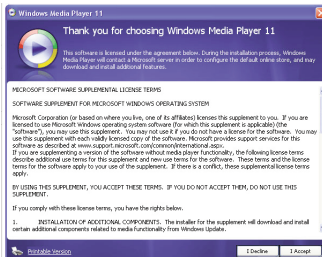 Windows Media Player 11
Thank you for choosing Windows Media Player 11
This software is licensed under the agreement below. During the installation process, Windows
Media Player will contact a Microsoft server in order to configure the default online store, and may
download and install additional features.
MICROSOFT SOFTWARE SUPPLEMENTAL LICENSE TERMS
SOFTWARE SUPPLEMENT FOR MICROSOFT WINDOWS OPERATING SYSTEM
Microsoft Corporation (or based on where you live, one of its affiliates) licenses this supplement to you. If you are
licensed to use Microsoft Windows operating system software (for which this supplement is applicable) (the
"software"), you may use this supplement. You may not use it if you do not have a license for the software. You may
use this supplement with each validly licensed copy of the software. Microsoft provides support services for this
software as described at www.support.microsoft.com/common/international.aspx.
If you are supplementing a version of the software without media player functionality, the following license terms
describe additional use terms for this supplement and new use terms for the software. These terms and the license
terms for the software apply to your use of the supplement. If there is a conflict, these supplemental license terms
apply.
BY USING THIS SUPPLEMENT, YOU ACCEPT THESE TERMS. IF YOU DO NOT ACCEPT THEM, DO NOT USE THIS
SUPPLEMENT.
If you comply with these license terms, you have the rights below.
1. INSTALLATION OF ADDITIONAL COMPONENTS. The installer for the supplement will download and install
certain additional components related to media functionality from Windows Update.
Printable Version
I Decline
I Accept